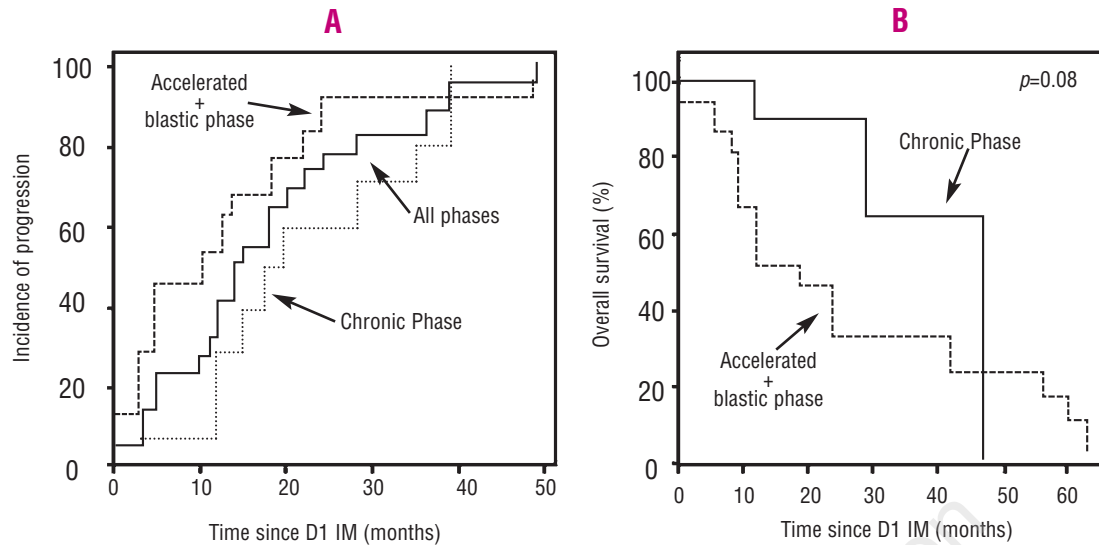 A
Incidence of progression
100
80
60
40
20
0
Accelerated
+
blastic phase
All phases
Chronic Phase
0
10
20
30
40
50
Time since D1 IM (months)
B
Overall survival (%)
100
80
60
40
20
0
p=0.08
Chronic Phase
Accelerated
+
blastic phase
0
10
20
30
40
50
60
Time since D1 IM (months)